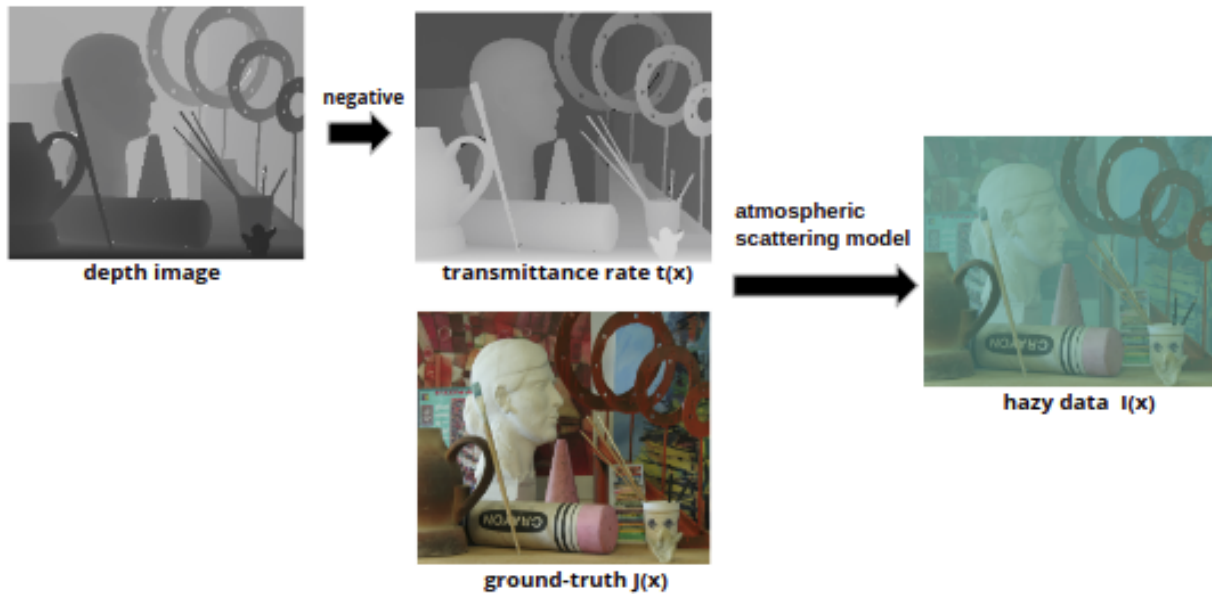 negative
depth image
transmittance rate t(x)
atmospheric
scattering model
CRAYON
ground-truth J(x)
CRAYON
hazy data I(x)